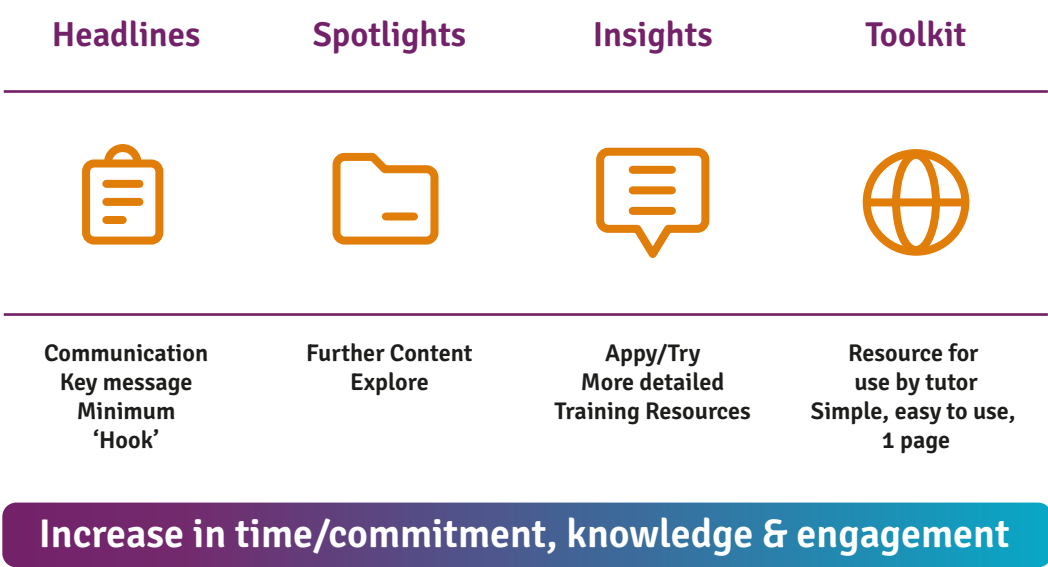 Headlines
Spotlights
Insights
Toolkit
Communication
Key message
Minimum
‘Hook’
Further Content
Explore
Appy/Try
More detailed
Training Resources
Resource for
use by tutor
Simple, easy to use,
1 page
Increase in time/commitment, knowledge & engagement